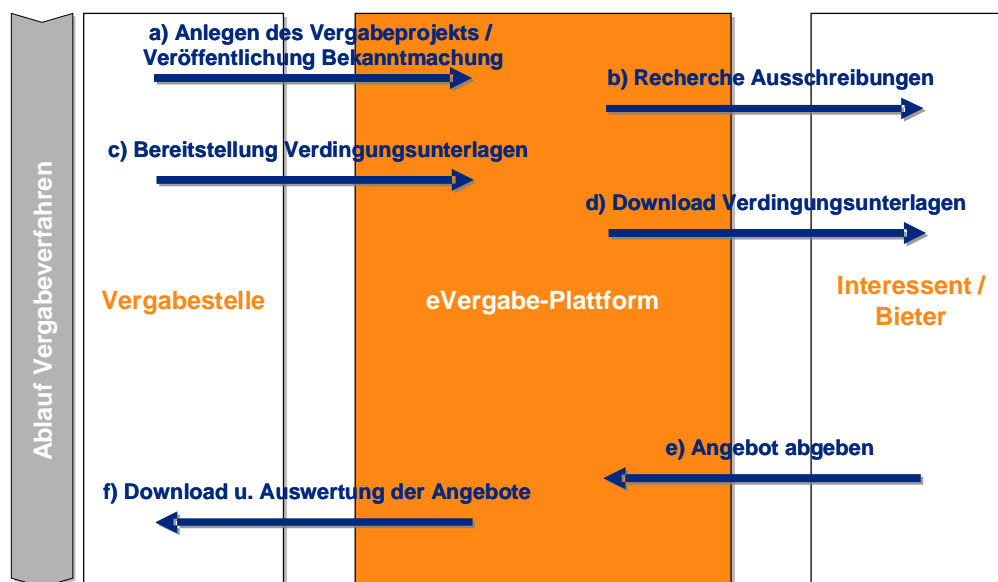 a) Anlegen des Vergabeprojekts /
Veröffentlichung Bekanntmachung
b) Recherche Ausschreibungen
c) Bereitstellung Verdingungsunterlagen
d) Download Verdingungsunterlagen
Ablauf Vergabeverfahren
Vergabestelle
eVergabe-Plattform
Interessent /
Bieter
e) Angebot abgeben
f) Download u. Auswertung der Angebote